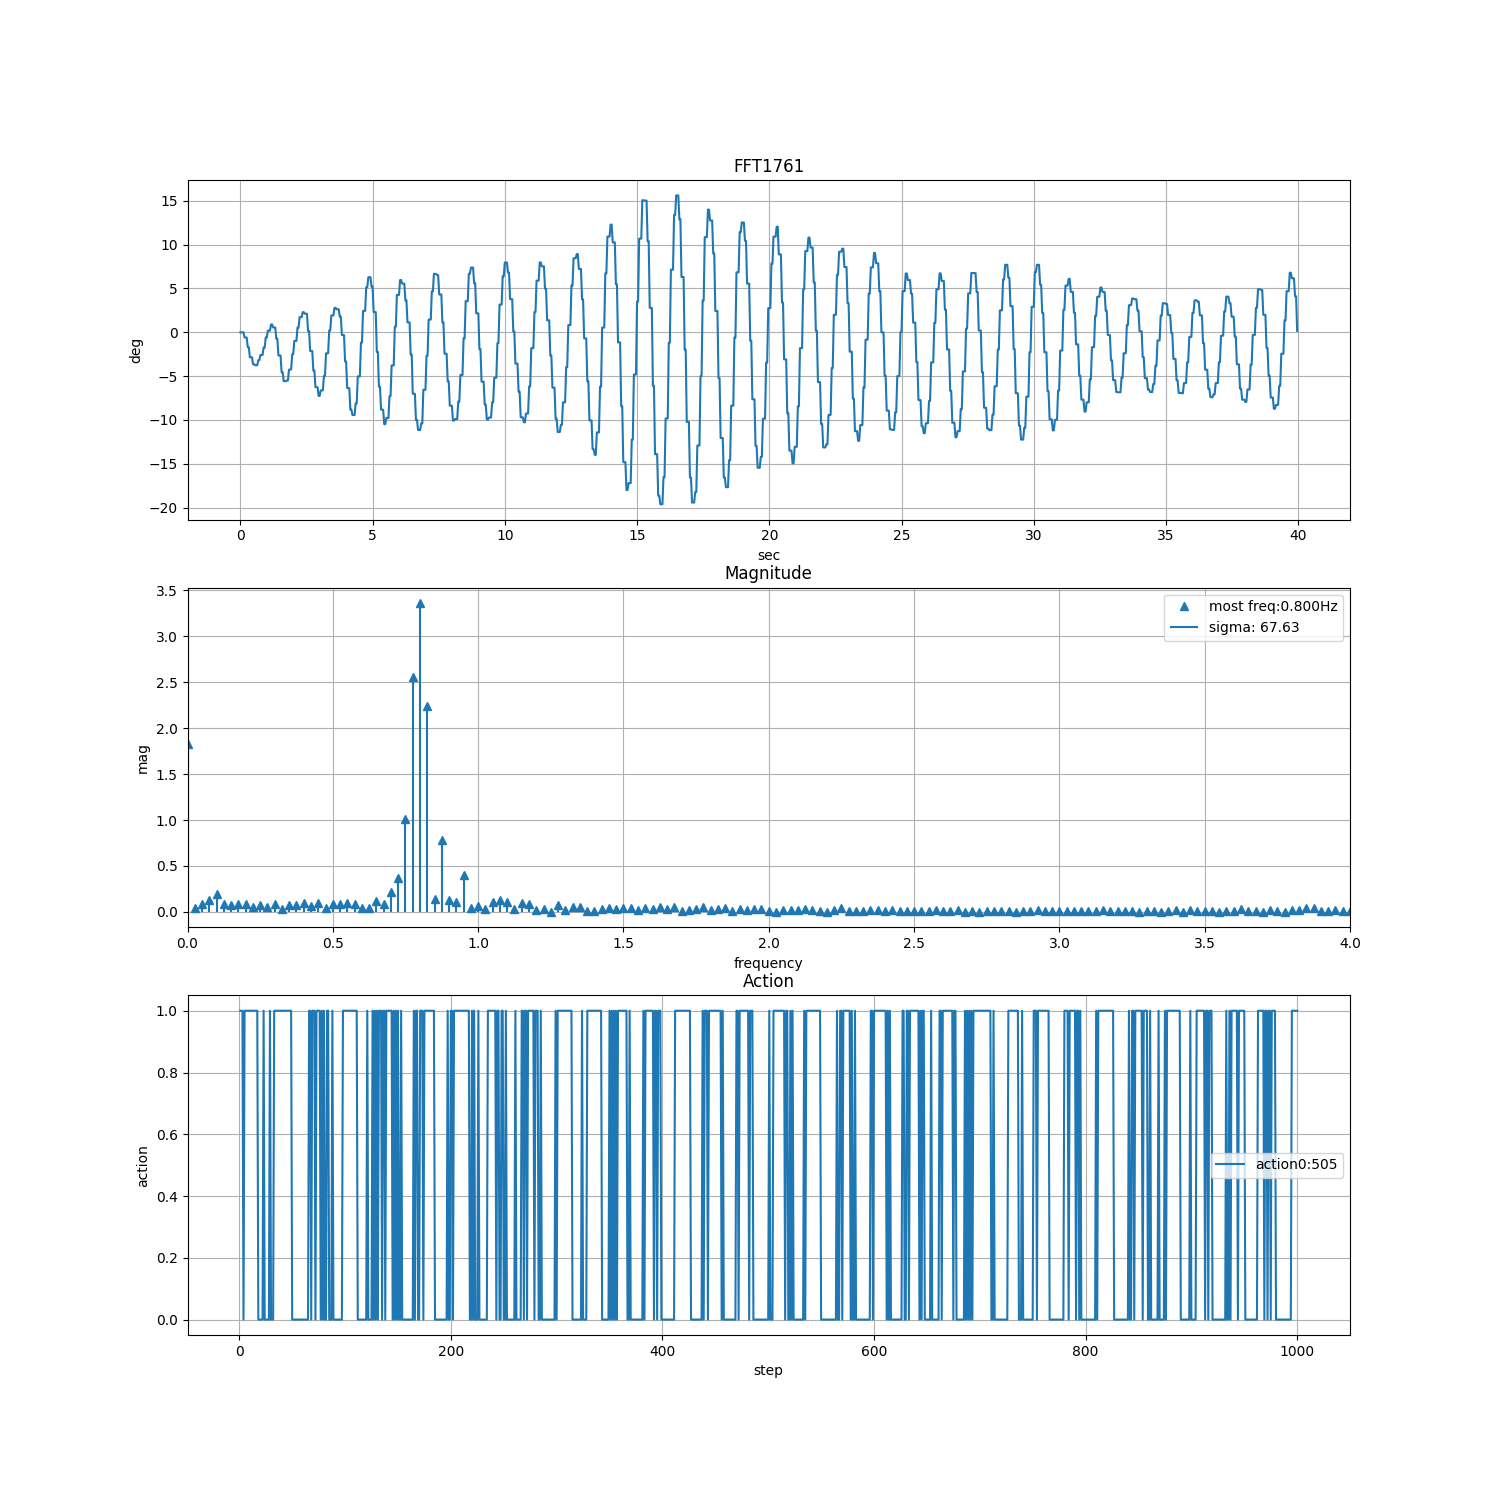 FFT1761
15
10
5
0
−5
−10
−15
−20
deg
0 5 10 15 20 25 30 35 40
sec
Magnitude
3.5
3.0
2.5
2.0
1.5
1.0
0.5
0.0
mag
most freq:0.800Hz
sigma: 67.63
0.0 0.5 1.0 1.5 2.0 2.5 3.0 3.5 4.0
frequency
Action
1.0
0.8
0.6
0.4
0.2
0.0
action
action0:505
0 200 400 600 800 1000
step